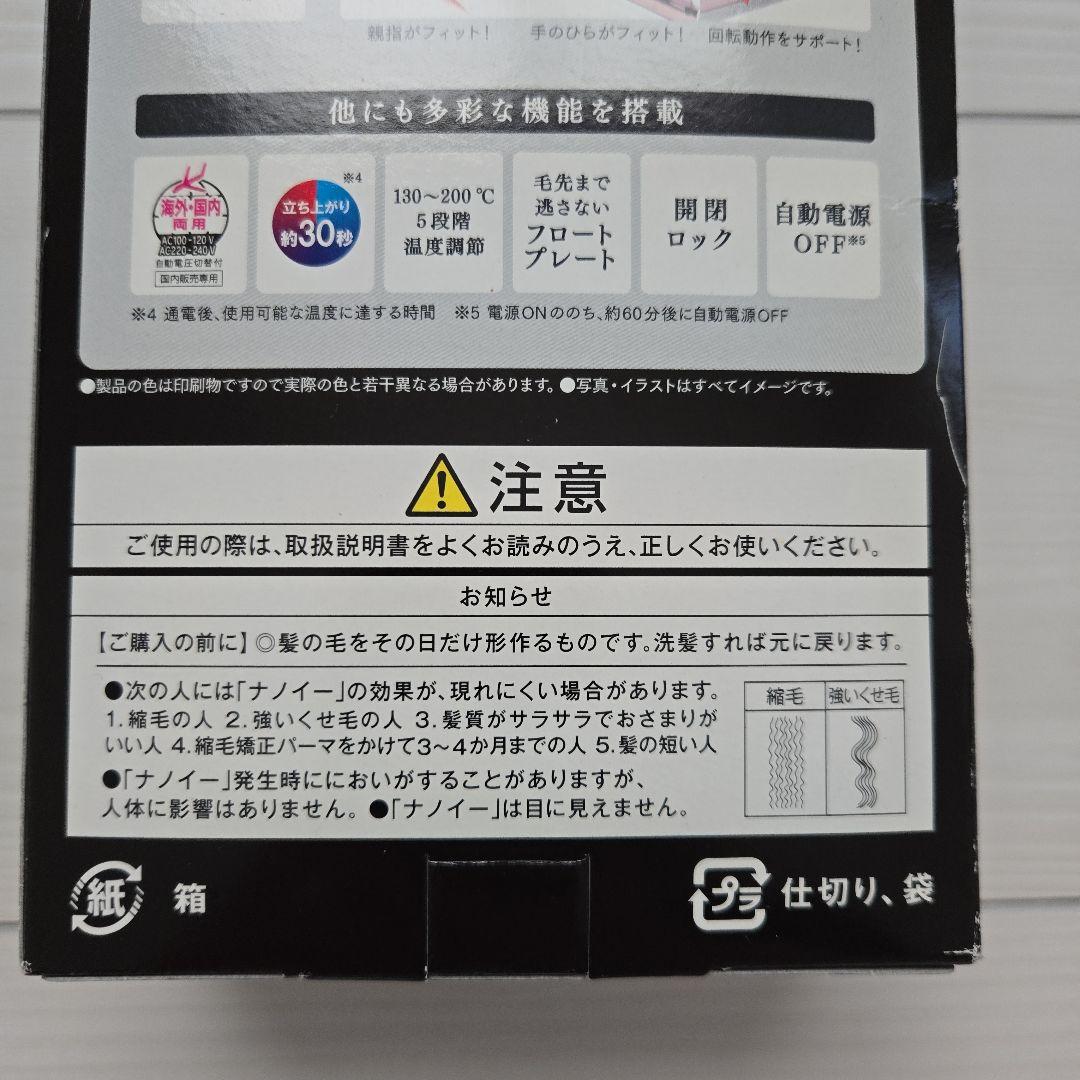 親指がフィット! 手のひらがフィット! 回転動作をサポート!
他にも多彩な機能を搭載
海外・国内
両用
AC100-120V
AC220-240V
自動電圧切替付
国内販売専用
※4
立ち上がり
約30秒
130～200℃
5段階
温度調節
毛先まで
逃さない
フロート
プレート
開閉
ロック
自動電源
OFF※5
※4 通電後、使用可能な温度に達する時間 ※5 電源ONののち、約60分後に自動電源OFF
●製品の色は印刷物ですので実際の色と若干異なる場合があります。●写真・イラストはすべてイメージです。
注意
ご使用の際は、取扱説明書をよくお読みのうえ、正しくお使いください。
お知らせ
【ご購入の前に】◎髪の毛をその日だけ形作るものです。洗髪すれば元に戻ります。
●次の人には「ナノイー」の効果が、現れにくい場合があります。
1.縮毛の人 2.強いくせ毛の人 3.髪質がサラサラでおさまりが
いい人 4.縮毛矯正パーマをかけて3～4か月までの人 5.髪の短い人
●「ナノイー」発生時ににおいがすることがありますが、
人体に影響はありません。●「ナノイー」は目に見えません。
縮毛 強いくせ毛
紙 箱
プラ 仕切り、袋